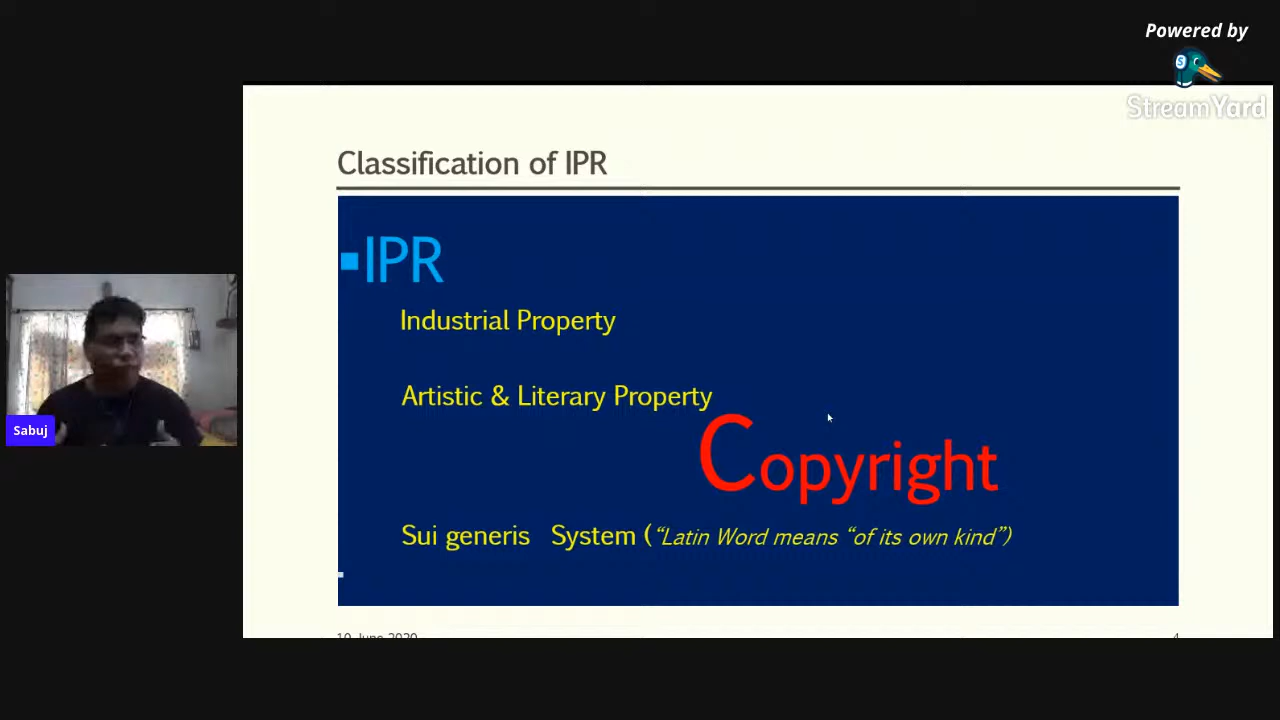 Powered by
StreamYard
Classification of IPR
IPR
Industrial Property
Artistic & Literary Property
Copyright
Sui generis System (“Latin Word means “of its own kind”)
Sabuj
10 June 2020
4